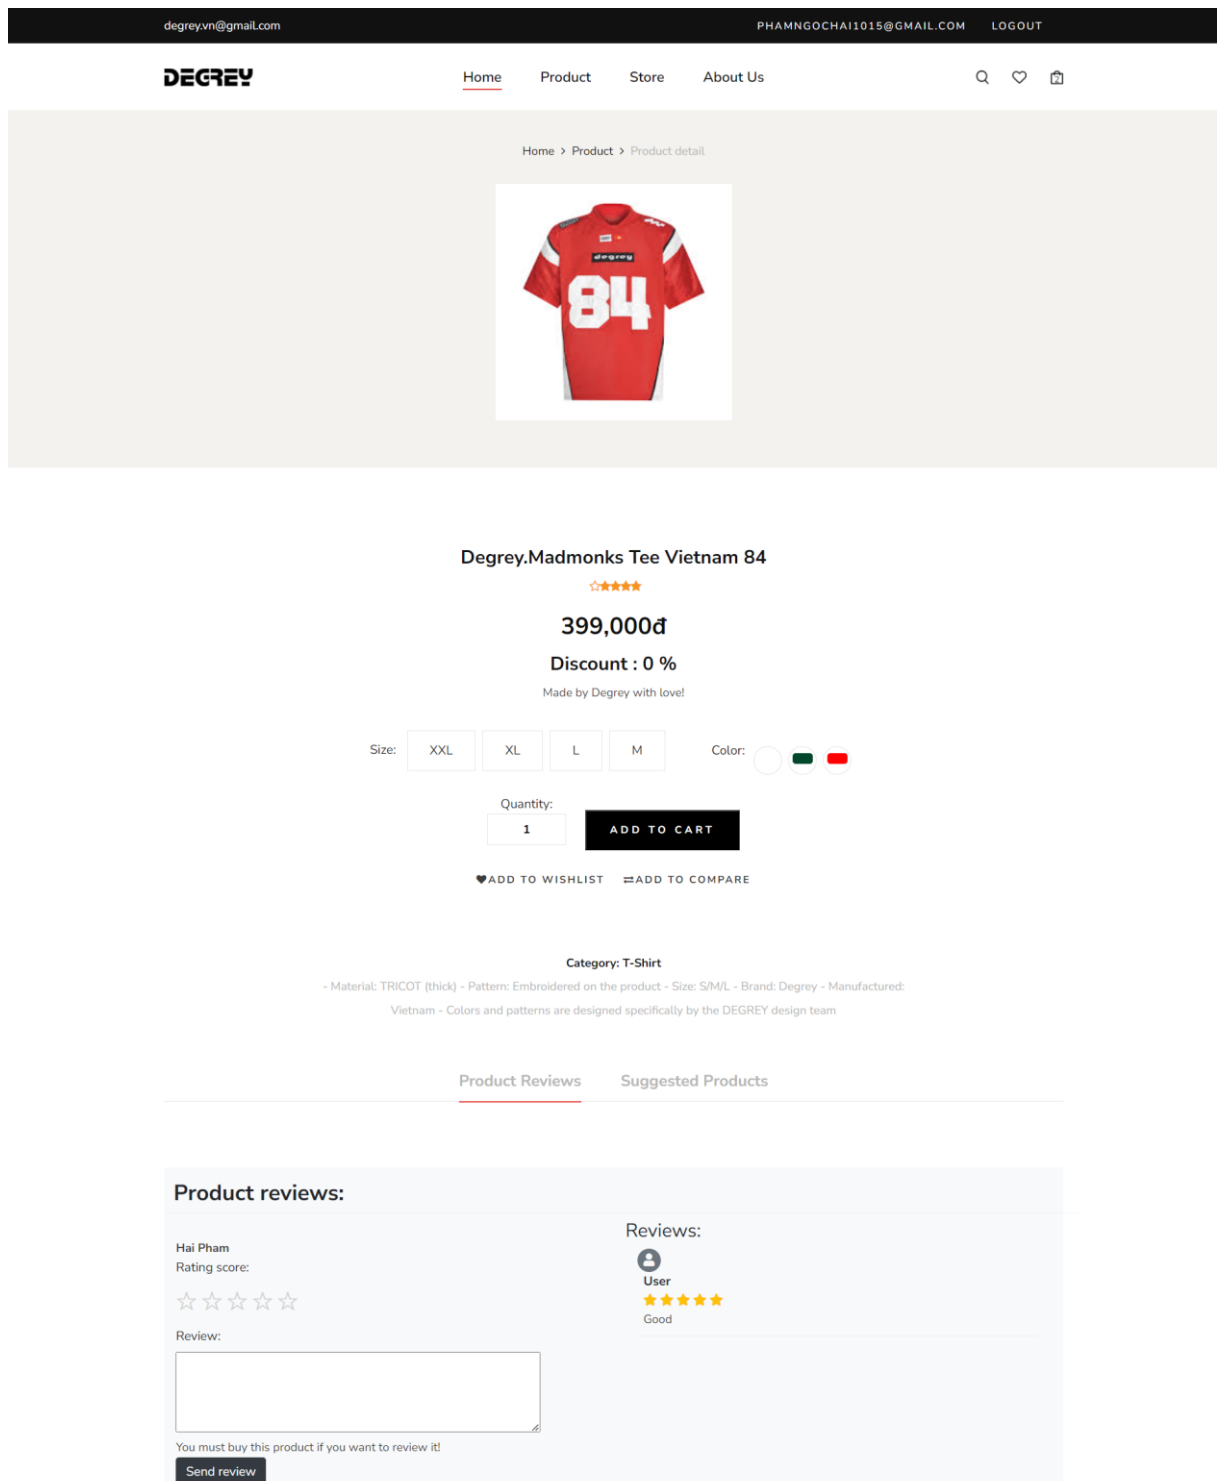 degrey.vn@gmail.com PHAMNGOCHAI1015@GMAIL.COM LOGOUT
DEGREY Home Product Store About Us 2
Home > Product > Product detail
degrey
84
Degrey.Madmonks Tee Vietnam 84
399,000đ
Discount : 0 %
Made by Degrey with love!
Size: XXL XL L M Color:
Quantity:
1 ADD TO CART
ADD TO WISHLIST ADD TO COMPARE
Category: T-Shirt
- Material: TRICOT (thick) - Pattern: Embroidered on the product - Size: S/M/L - Brand: Degrey - Manufactured:
Vietnam - Colors and patterns are designed specifically by the DEGREY design team
Product Reviews Suggested Products
Product reviews:
Hai Pham
Rating score:
Review:
You must buy this product if you want to review it!
Send review
Reviews:
User
Good